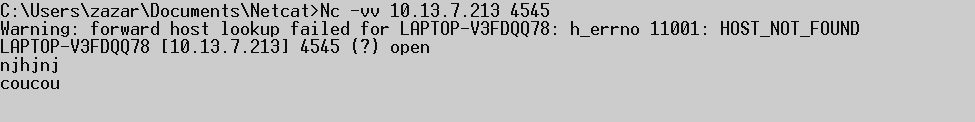 C:\Users\zazar\Documents\Netcat>Nc -vv 10.13.7.213 4545
Warning: forward host lookup failed for LAPTOP-V3FDQQ78: h_errno 11001: HOST_NOT_FOUND
LAPTOP-V3FDQQ78 [10.13.7.213] 4545 (?) open
njhjnj
coucou